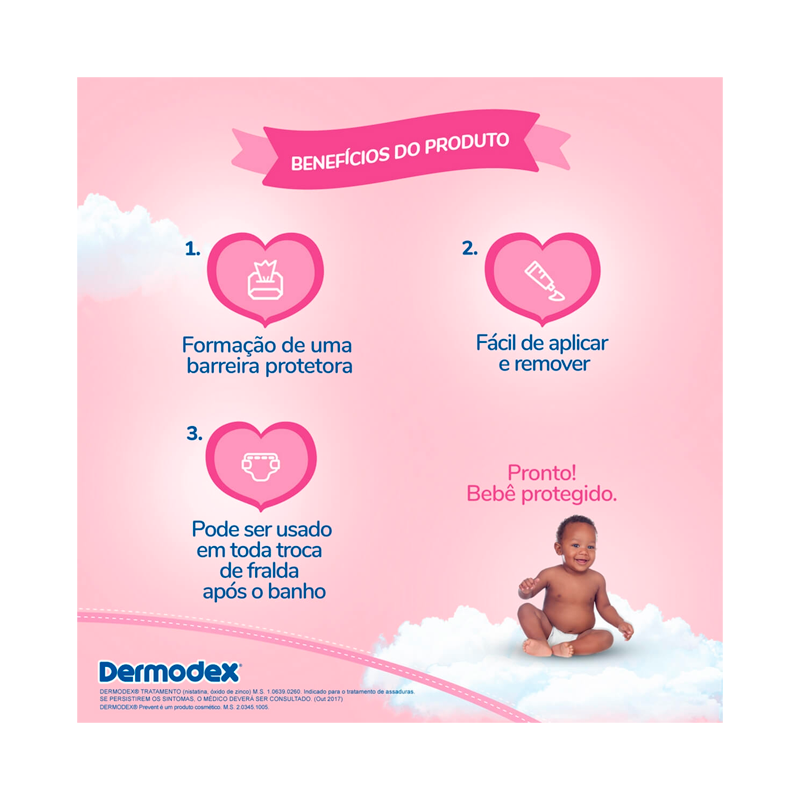 BENEFÍCIOS DO PRODUTO
1.
Formação de uma
barreira protetora
2.
Fácil de aplicar
e remover
3.
Pode ser usado
em toda troca
de fralda
após o banho
Pronto!
Bebê protegido.
Dermodex®
DERMODEX® TRATAMENTO (nistatina, óxido de zinco) M.S. 1.0639.0260. Indicado para o tratamento de assaduras.
SE PERSISTIREM OS SINTOMAS, O MÉDICO DEVERÁ SER CONSULTADO. (Out 2017)
DERMODEX® Prevent é um produto cosmético. M.S. 2.0345.1005